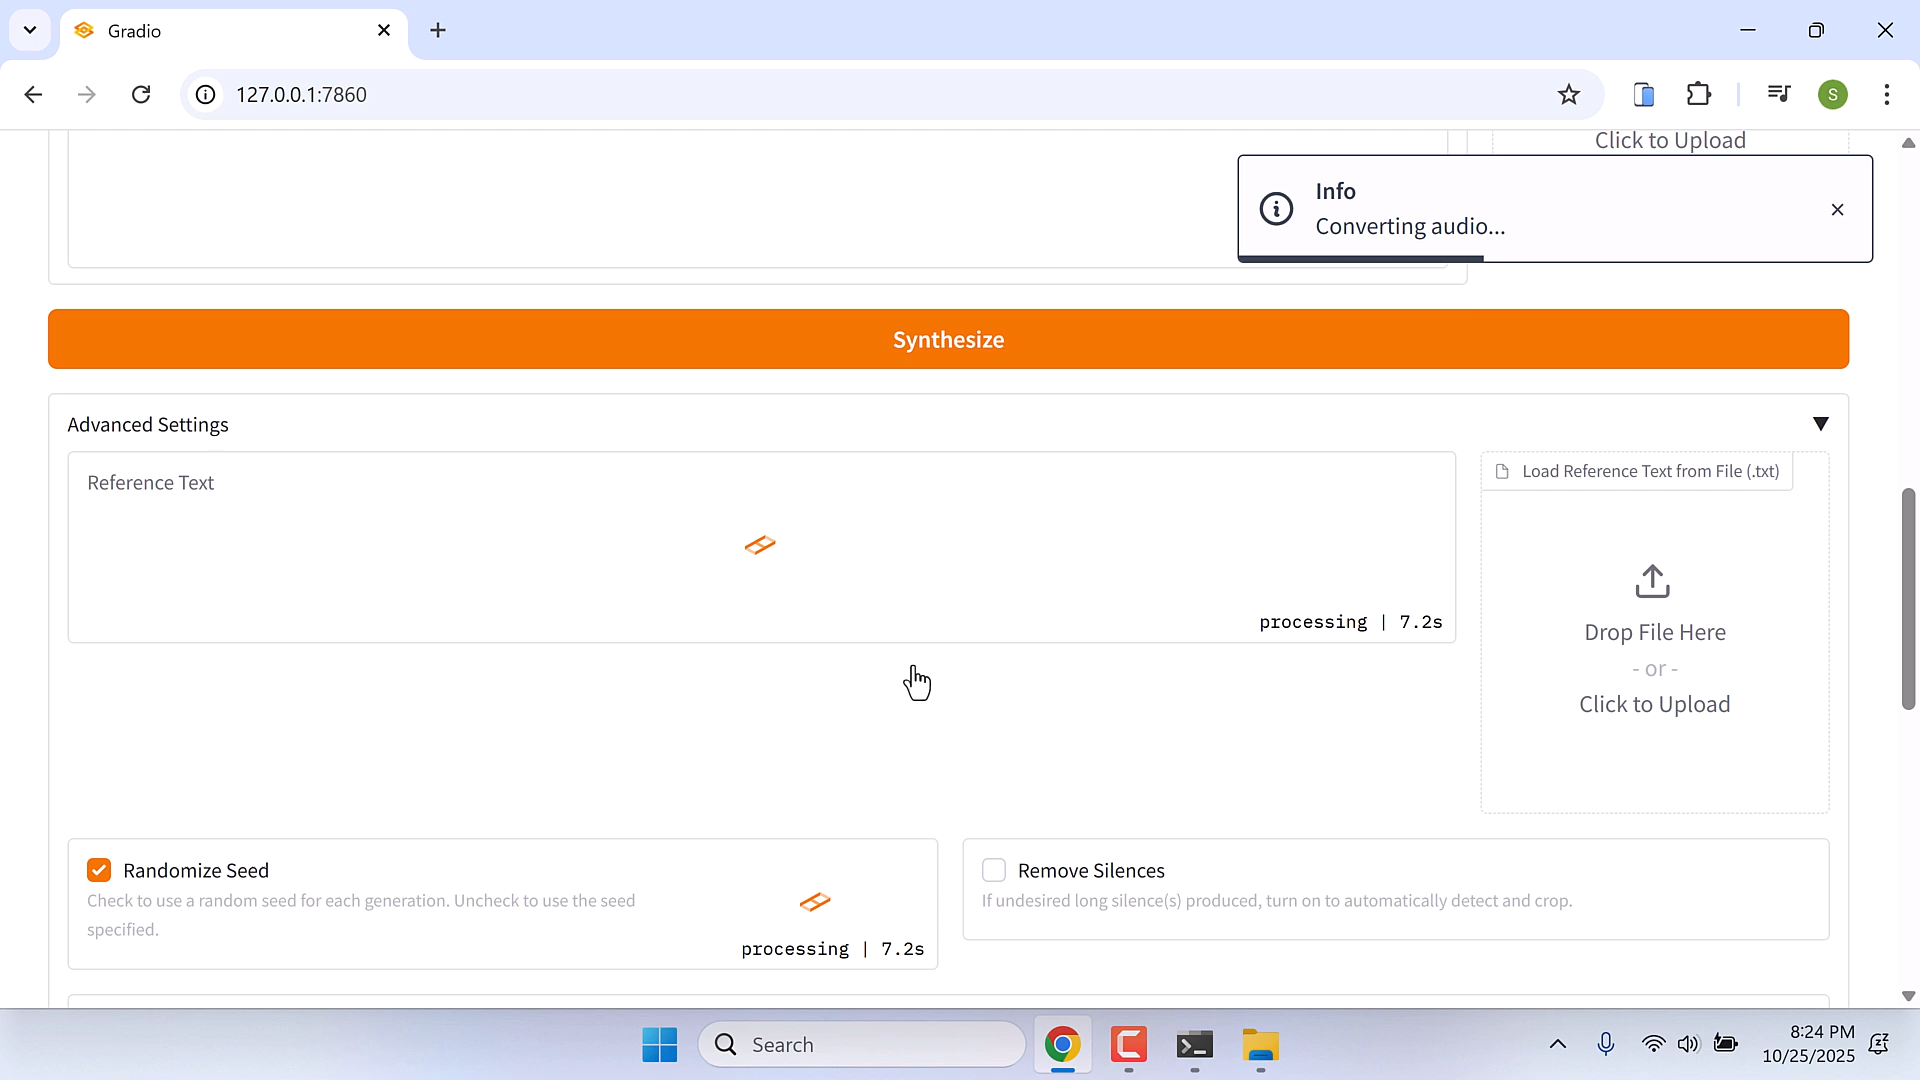 Gradio
127.0.0.1:7860
S
Click to Upload
Info
Converting audio...
Synthesize
Advanced Settings
Reference Text
processing | 7.2s
Load Reference Text from File (.txt)
Drop File Here
- or -
Click to Upload
Randomize Seed
Check to use a random seed for each generation. Uncheck to use the seed
specified.
processing | 7.2s
Remove Silences
If undesired long silence(s) produced, turn on to automatically detect and crop.
Search
8:24 PM
10/25/2025